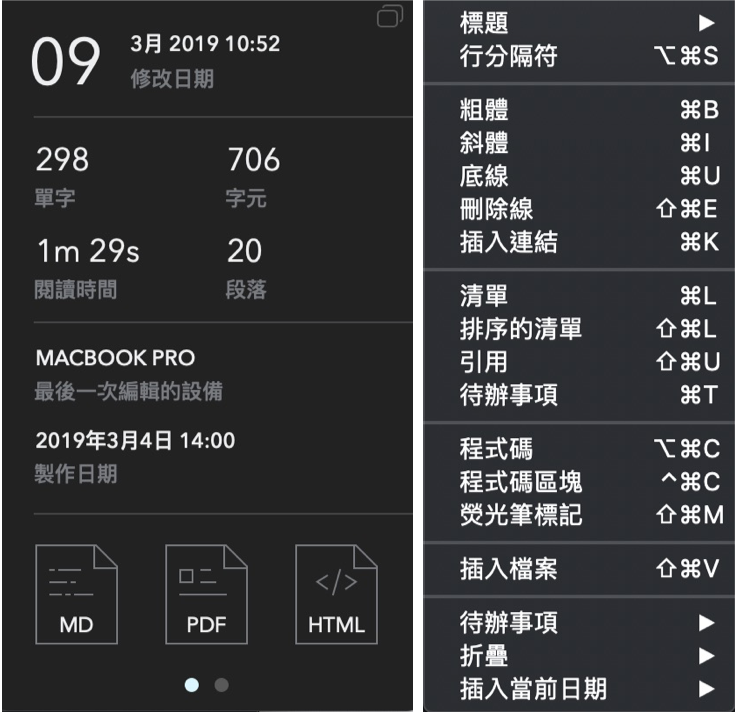 09
3月 2019 10:52
修改日期
298 706
單字 字元
1m 29s 20
閱讀時間 段落
MACBOOK PRO
最後一次編輯的設備
2019年3月4日 14:00
製作日期
MD PDF </> HTML
標題 ▶
行分隔符 ⌥⌘S
粗體 ⌘B
斜體 ⌘I
底線 ⌘U
刪除線 ⇧⌘E
插入連結 ⌘K
清單 ⌘L
排序的清單 ⇧⌘L
引用 ⇧⌘U
待辦事項 ⌘T
程式碼 ⌥⌘C
程式碼區塊 ^⌘C
熒光筆標記 ⇧⌘M
插入檔案 ⇧⌘V
待辦事項 ▶
折疊 ▶
插入當前日期 ▶